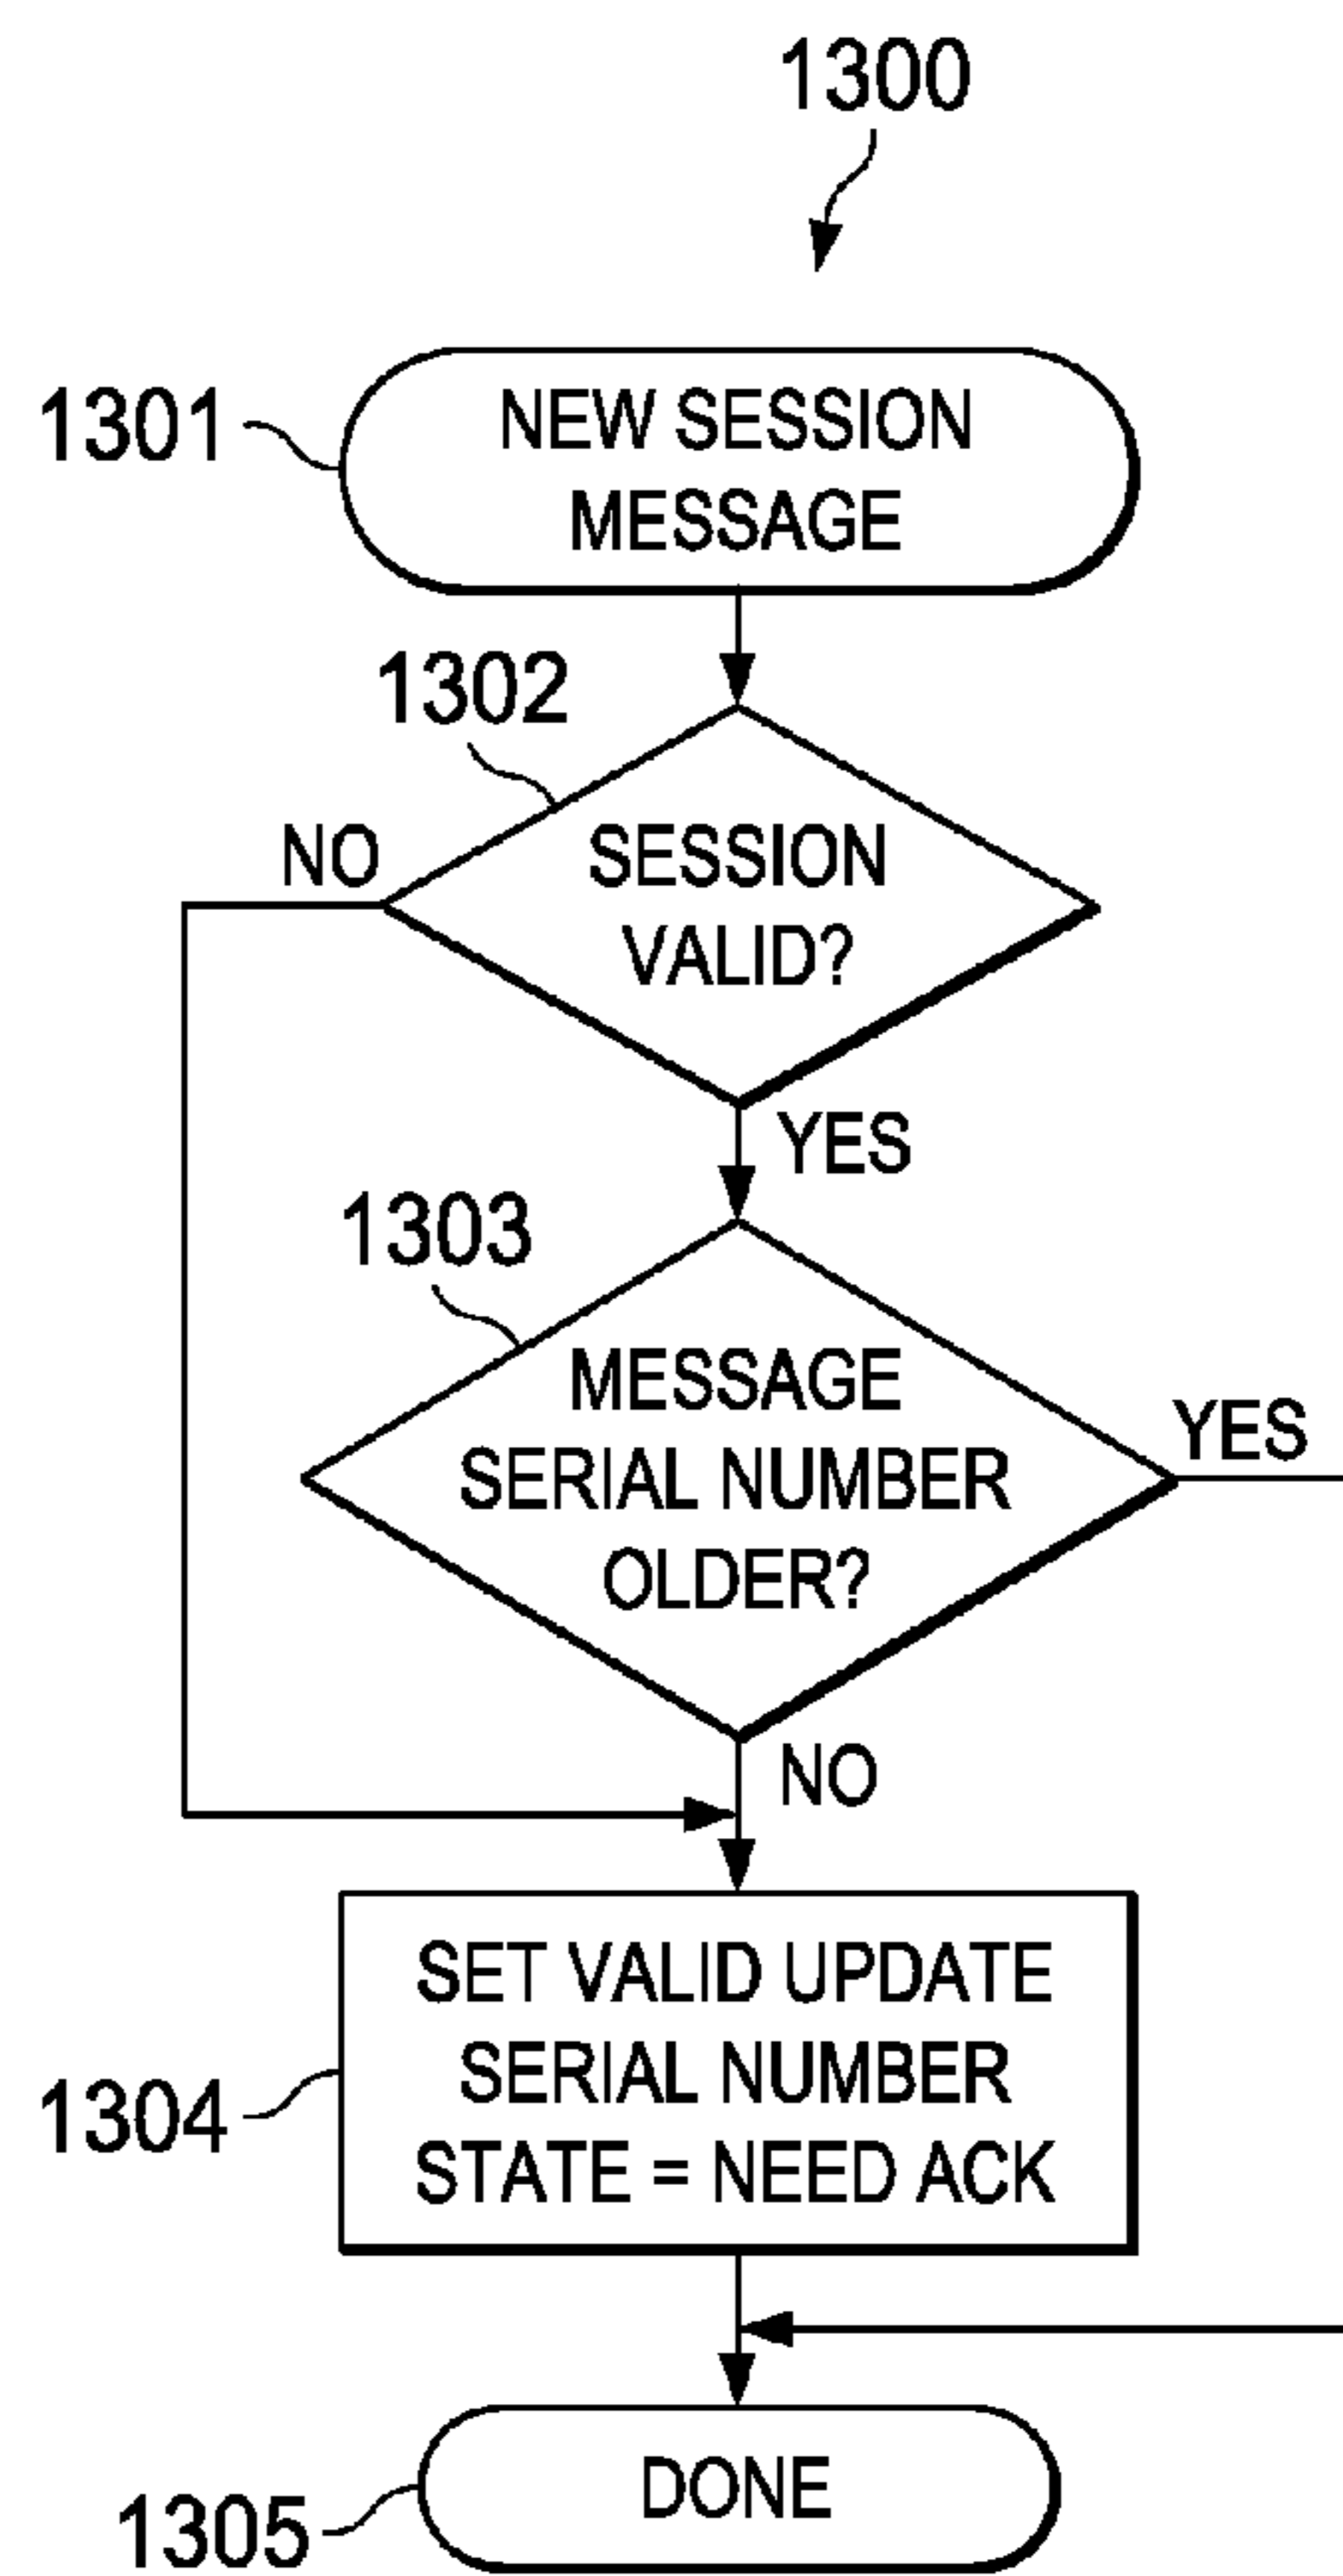 1300
1301
NEW SESSION
MESSAGE
1302
NO
SESSION
VALID?
YES
1303
MESSAGE
SERIAL NUMBER
OLDER?
YES
NO
SET VALID UPDATE
SERIAL NUMBER
STATE = NEED ACK
1304
DONE
1305